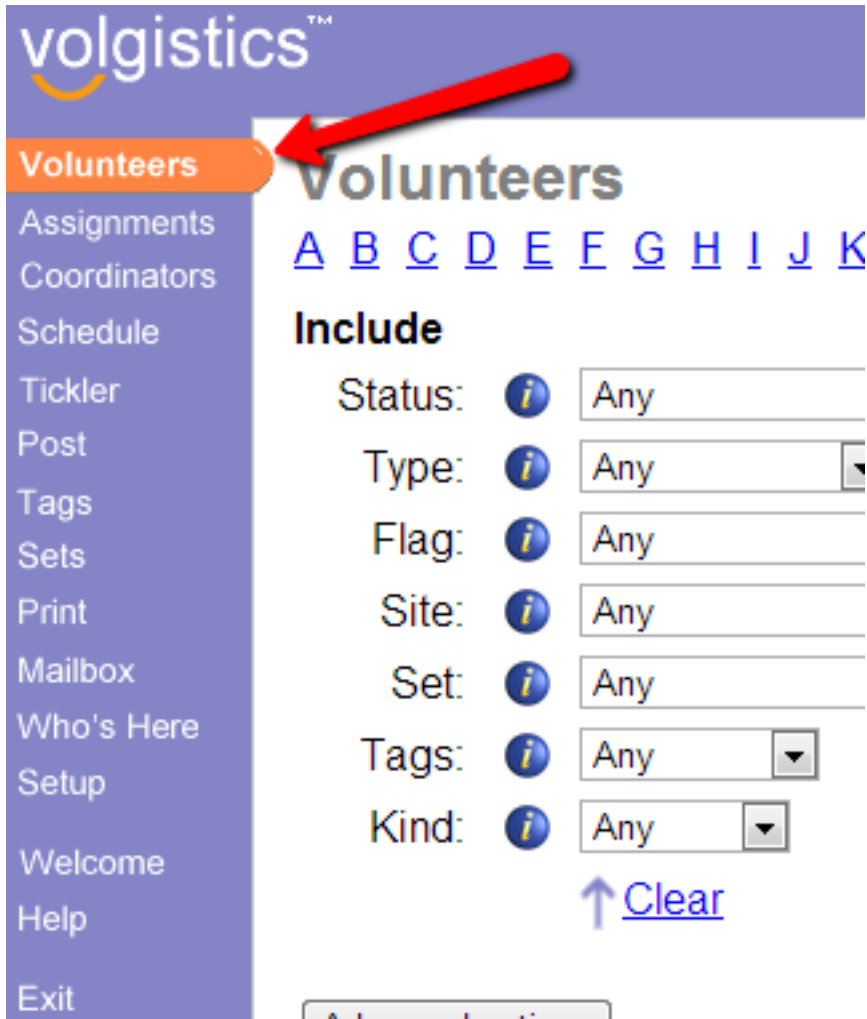 volgistics™
Volunteers
Assignments
Coordinators
Schedule
Tickler
Post
Tags
Sets
Print
Mailbox
Who's Here
Setup
Welcome
Help
Exit
Volunteers
A B C D E F G H I J K
Include
Status: Any
Type: Any
Flag: Any
Site: Any
Set: Any
Tags: Any
Kind: Any
Clear